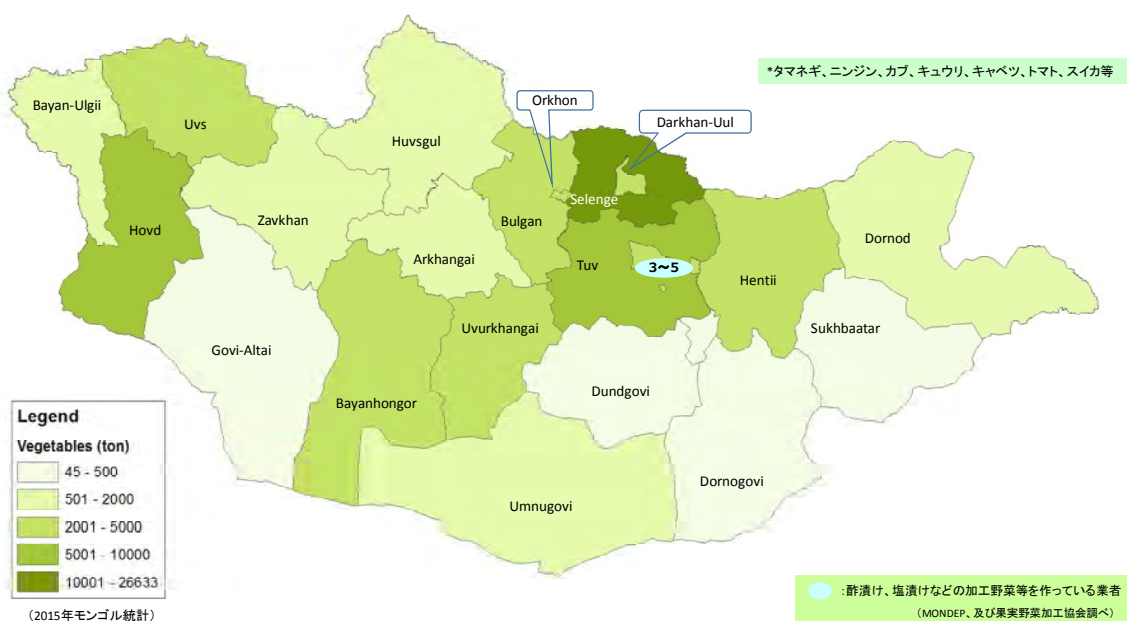 *タマネギ、ニンジン、カブ、キュウリ、キャベツ、トマト、スイカ等
Orkhon
Darkhan-Uul
Bayan-Ulgii
Uvs
Huvsgul
Selenge
Zavkhan
Bulgan
Hovd
Dornod
Arkhangai
Tuv
3~5
Hentii
Uvurkhangai
Sukhbaatar
Govi-Altai
Dundgovi
Bayanhongor
Dornogovi
Umnugovi
Legend
Vegetables (ton)
45 - 500
501 - 2000
2001 - 5000
5001 - 10000
10001 - 26633
(2015年モンゴル統計)
:酢漬け、塩漬けなどの加工野菜等を作っている業者
(MONDEP、及び果実野菜加工協会調べ)